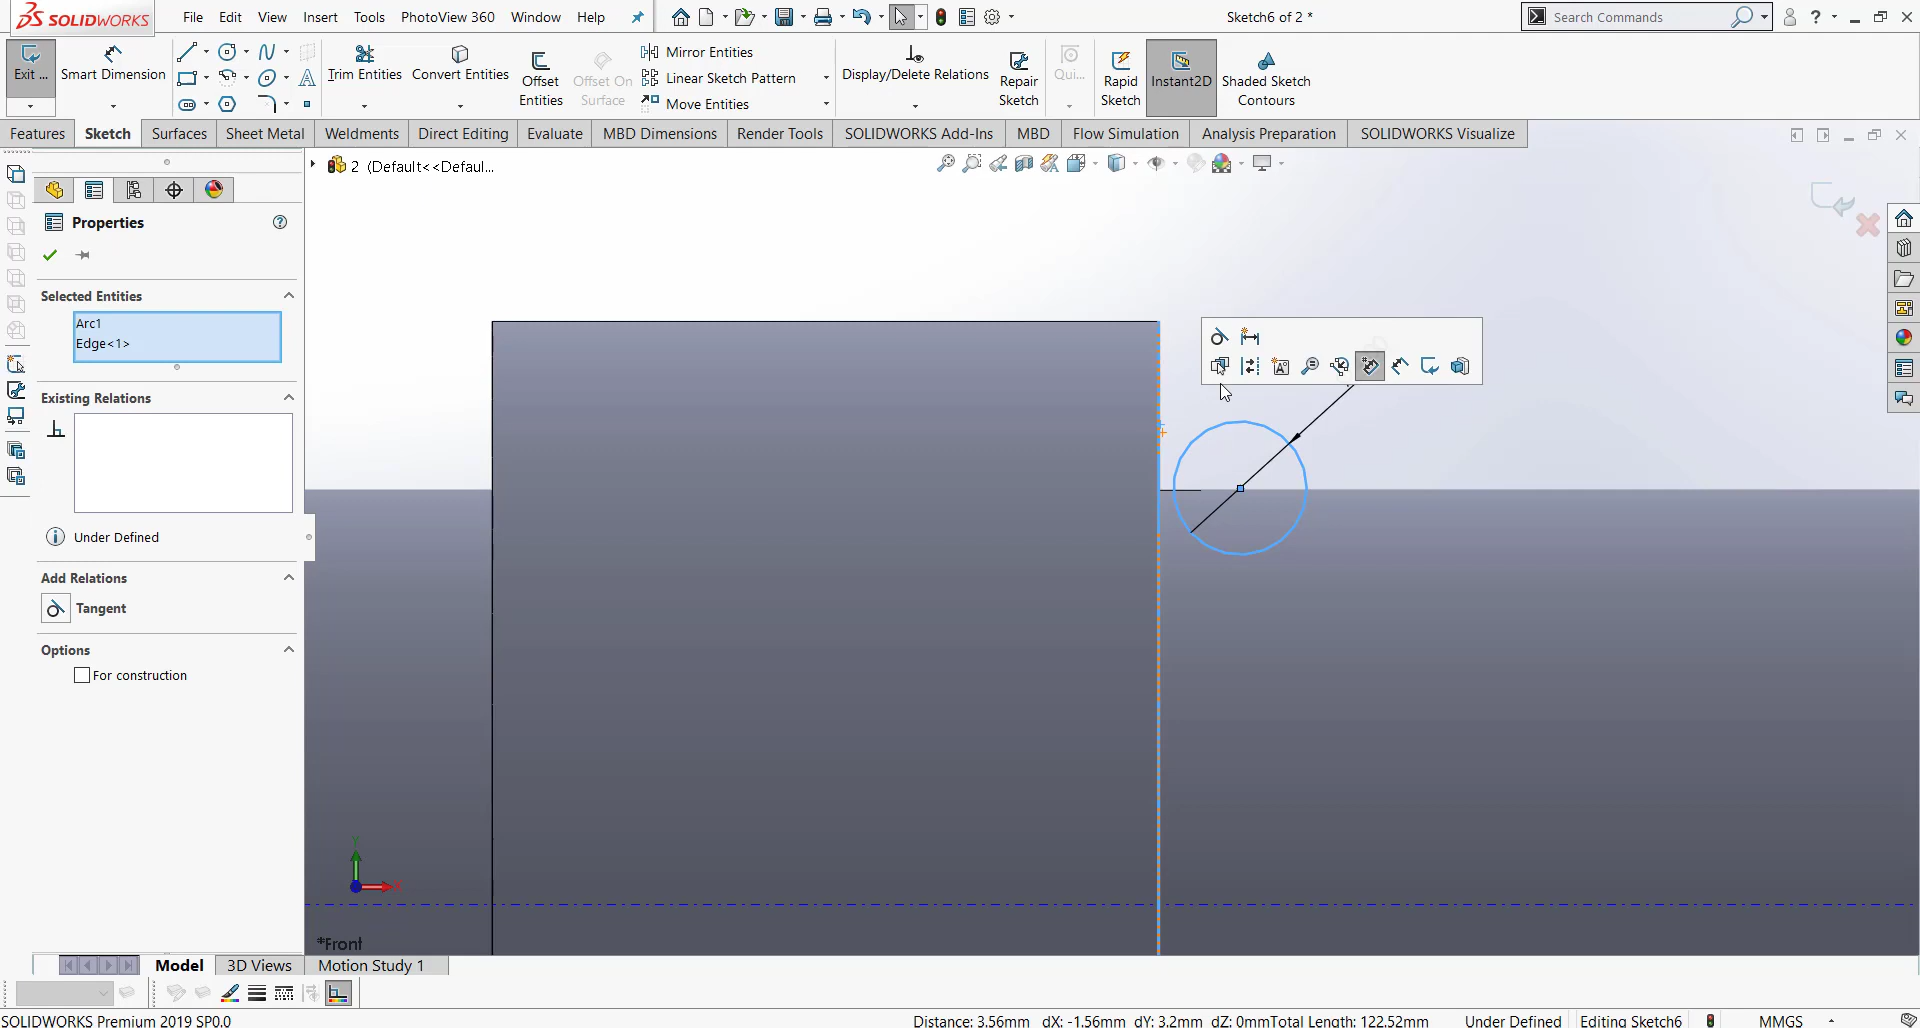 SOLIDWORKS
File Edit View Insert Tools PhotoView 360 Window Help
Sketch6 of 2 *
Search Commands
Exit ...
Smart Dimension
Trim Entities
Convert Entities
Offset Entities
Offset On Surface
Mirror Entities
Linear Sketch Pattern
Move Entities
Display/Delete Relations
Repair Sketch
Qui...
Rapid Sketch
Instant2D
Shaded Sketch Contours
Features Sketch Surfaces Sheet Metal Weldments Direct Editing Evaluate MBD Dimensions Render Tools SOLIDWORKS Add-Ins MBD Flow Simulation Analysis Preparation SOLIDWORKS Visualize
2 (Default<<Defaul...
Properties
Selected Entities
Arc1
Edge<1>
Existing Relations
Under Defined
Add Relations
Tangent
Options
For construction
Y
X
*Front
Model 3D Views Motion Study 1
SOLIDWORKS Premium 2019 SP0.0
Distance: 3.56mm dX: -1.56mm dY: 3.2mm dZ: 0mmTotal Length: 122.52mm Under Defined Editing Sketch6 MMGS